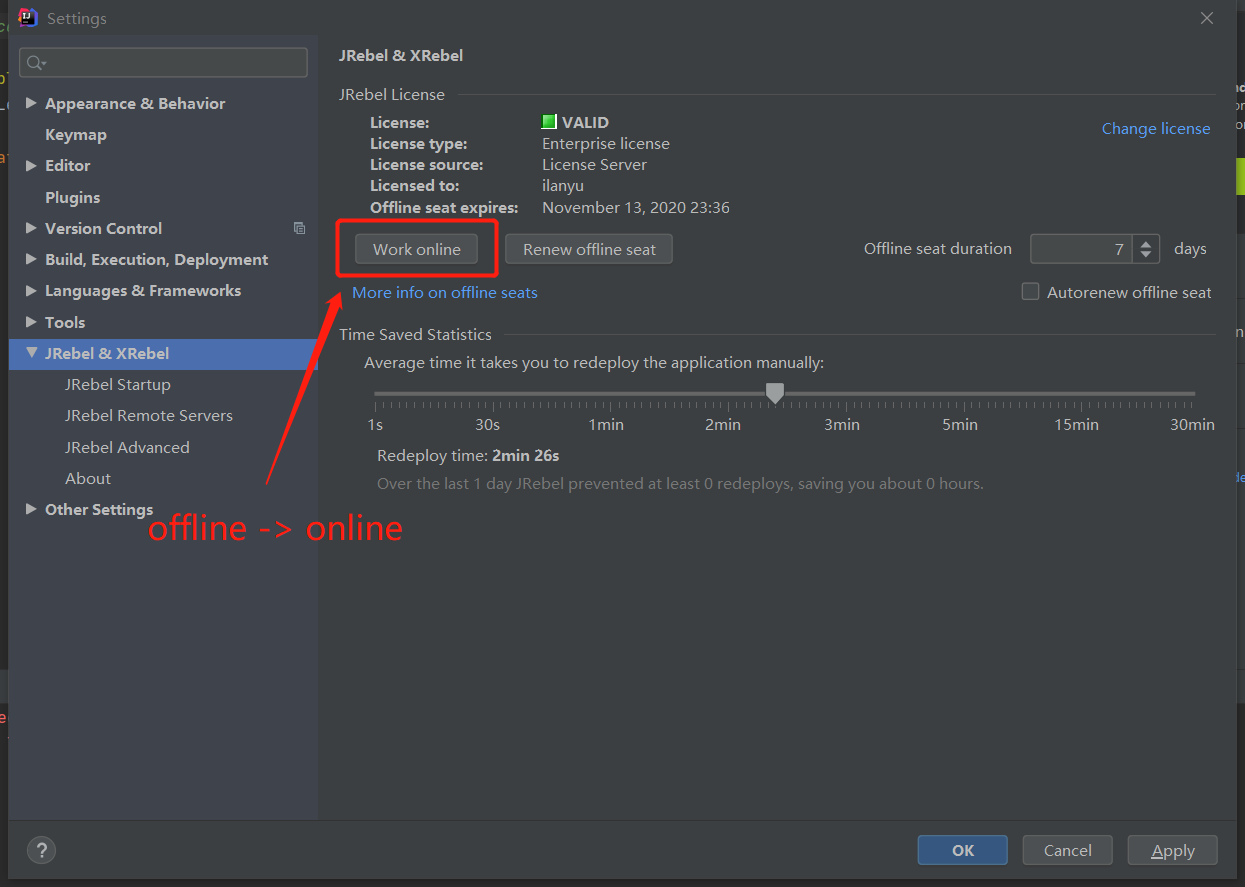 Settings
JRebel & XRebel
JRebel License
Appearance & Behavior
Keymap
Editor
Plugins
Version Control
Build, Execution, Deployment
Languages & Frameworks
Tools
JRebel & XRebel
JRebel Startup
JRebel Remote Servers
JRebel Advanced
About
Other Settings
License: VALID
Change license
License type: Enterprise license
License source: License Server
Licensed to: ilanyu
Offline seat expires: November 13, 2020 23:36
Work online Renew offline seat Offline seat duration 7 days
More info on offline seats Autorenew offline seat
Time Saved Statistics
Average time it takes you to redeploy the application manually:
1s 30s 1min 2min 3min 5min 15min 30min
Redeploy time: 2min 26s
Over the last 1 day JRebel prevented at least 0 redeploys, saving you about 0 hours.
offline -> online
? OK Cancel Apply